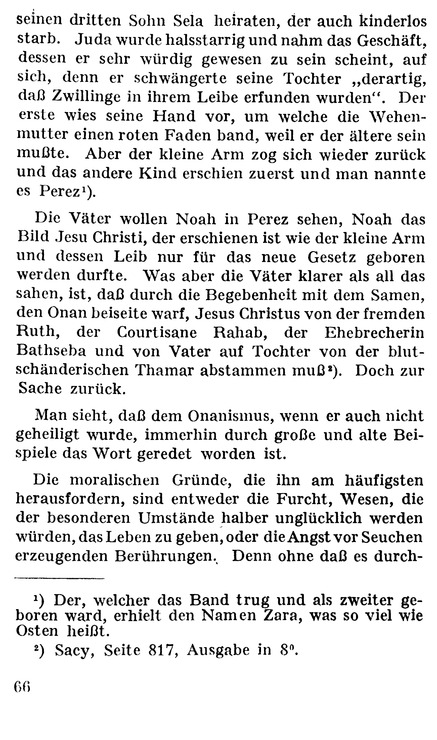 seinen dritten Sohn Sela heiraten, der auch kinderlos
starb. Juda wurde halsstarrig und nahm das Geschäft,
dessen er sehr würdig gewesen zu sein scheint, auf
sich, denn er schwängerte seine Tochter „derartig,
daß Zwillinge in ihrem Leibe erfunden wurden“. Der
erste wies seine Hand vor, um welche die Wehen-
mutter einen roten Faden band, weil er der ältere sein
mußte. Aber der kleine Arm zog sich wieder zurück
und das andere Kind erschien zuerst und man nannte
es Perez¹).
Die Väter wollen Noah in Perez sehen, Noah das
Bild Jesu Christi, der erschienen ist wie der kleine Arm
und dessen Leib nur für das neue Gesetz geboren
werden durfte. Was aber die Väter klarer als all das
sahen, ist, daß durch die Begebenheit mit dem Samen,
den Onan beiseite warf, Jesus Christus von der fremden
Ruth, der Courtisane Rahab, der Ehebrecherin
Bathseba und von Vater auf Tochter von der blut-
schänderischen Thamar abstammen muß²). Doch zur
Sache zurück.
Man sieht, daß dem Onanismus, wenn er auch nicht
geheiligt wurde, immerhin durch große und alte Bei-
spiele das Wort geredet worden ist.
Die moralischen Gründe, die ihn am häufigsten
herausfordern, sind entweder die Furcht, Wesen, die
der besonderen Umstände halber unglücklich werden
würden, das Leben zu geben, oder die Angst vor Seuchen
erzeugenden Berührungen. Denn ohne daß es durch-
¹) Der, welcher das Band trug und als zweiter ge-
boren ward, erhielt den Namen Zara, was so viel wie
Osten heißt.
²) Sacy, Seite 817, Ausgabe in 8⁰.
66